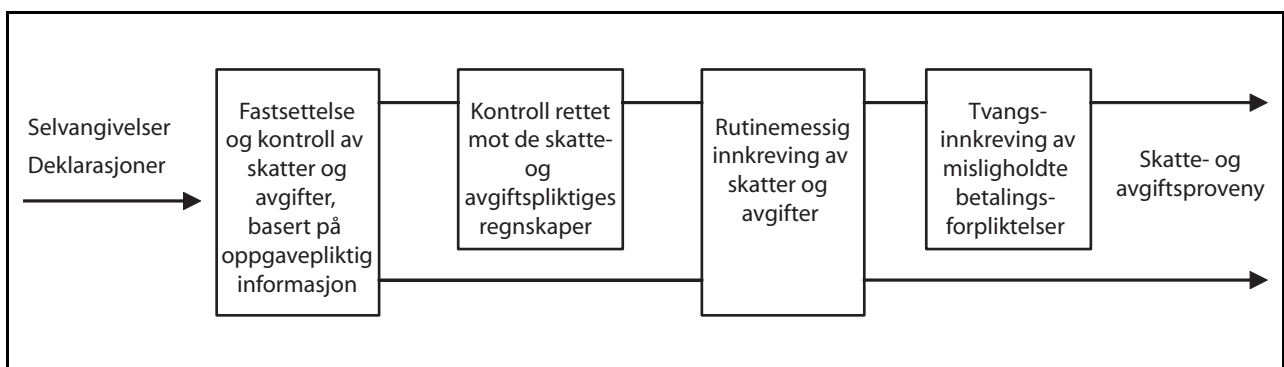 Selvangivelser
Deklarasjoner
Fastsettelse
og kontroll av
skatter og
avgifter,
basert på
oppgavepliktig
informasjon
Kontroll rettet
mot de skatte-
og
avgiftspliktiges
regnskaper
Rutinemessig
innkreving av
skatter og
avgifter
Tvangs-
innkreving av
misligholdte
betalings-
forpliktelser
Skatte- og
avgiftsproveny